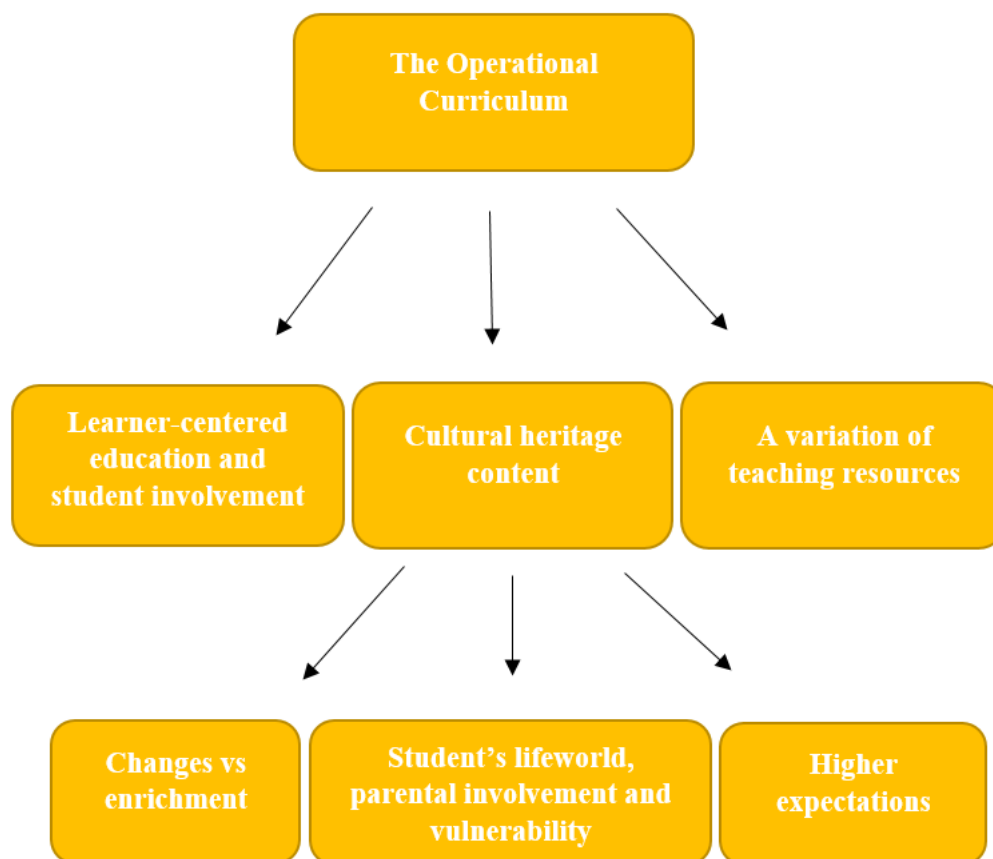 The Operational
Curriculum
Learner-centered
education and
student involvement
Cultural heritage
content
A variation of
teaching resources
Changes vs
enrichment
Student’s lifeworld,
parental involvement and
vulnerability
Higher
expectations